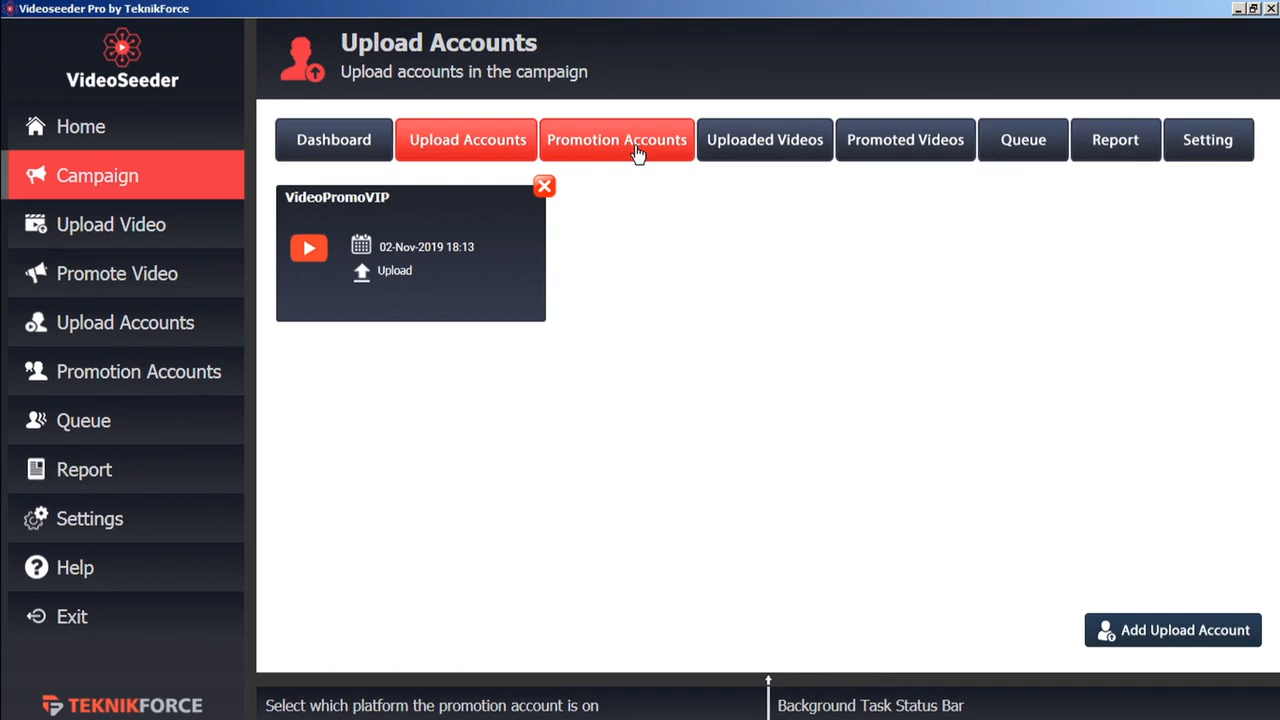 Videoseeder Pro by TeknikForce
VideoSeeder
Home
Campaign
Upload Video
Promote Video
Upload Accounts
Promotion Accounts
Queue
Report
Settings
Help
Exit
TEKNIKFORCE
Upload Accounts
Upload accounts in the campaign
Dashboard
Upload Accounts
Promotion Accounts
Uploaded Videos
Promoted Videos
Queue
Report
Setting
VideoPromoVIP
02-Nov-2019 18:13
Upload
Add Upload Account
Select which platform the promotion account is on
Background Task Status Bar